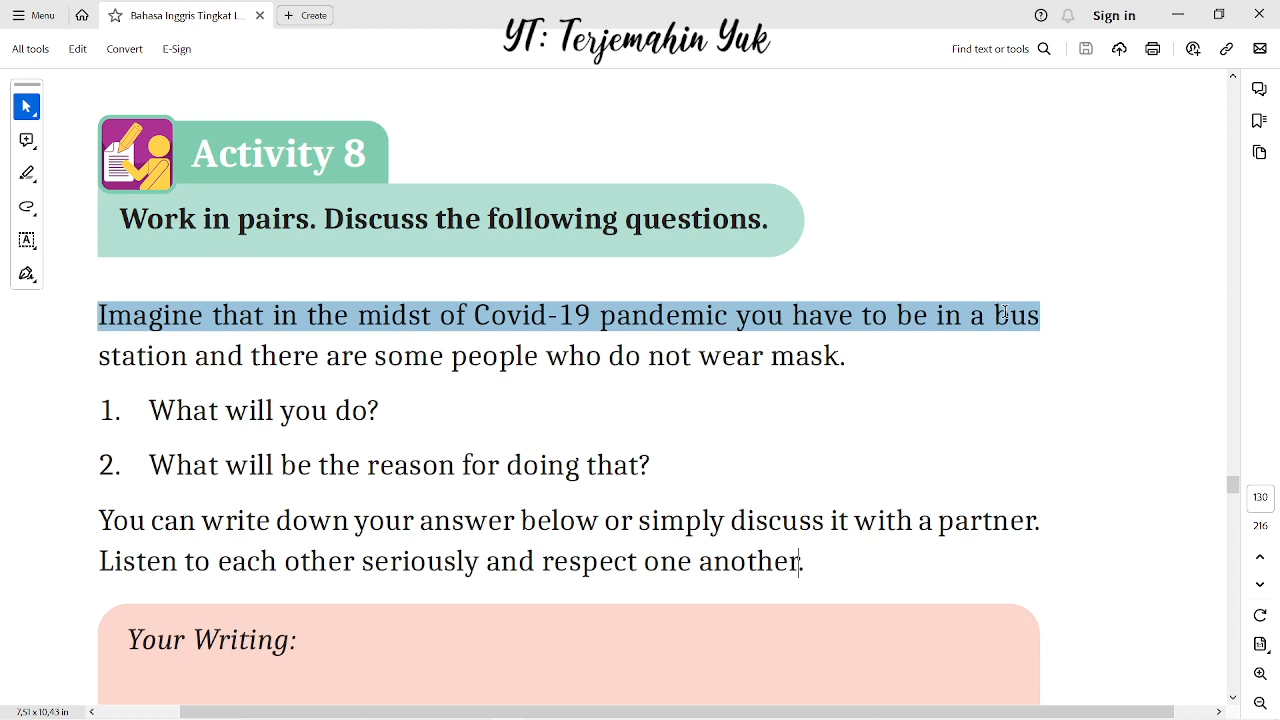 Menu
Bahasa Inggris Tingkat l...
Create
Sign in
YT: Terjemahin Yuk
All tools Edit Convert E-Sign
Find text or tools
Activity 8
Work in pairs. Discuss the following questions.
Imagine that in the midst of Covid-19 pandemic you have to be in a bus
station and there are some people who do not wear mask.
1. What will you do?
2. What will be the reason for doing that?
You can write down your answer below or simply discuss it with a partner.
Listen to each other seriously and respect one another.
Your Writing:
130
216
7,51 x 10,43 in